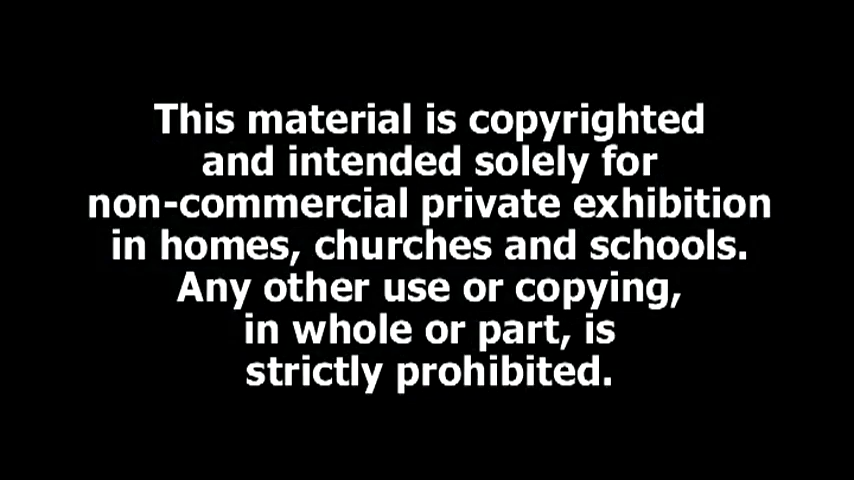 This material is copyrighted
and intended solely for
non-commercial private exhibition
in homes, churches and schools.
Any other use or copying,
in whole or part, is
strictly prohibited.